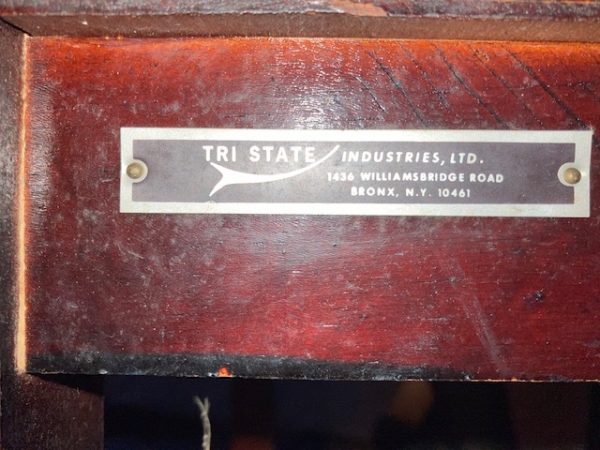 TRI STATE INDUSTRIES, LTD.
1436 WILLIAMSBRIDGE ROAD
BRONX, N.Y. 10461